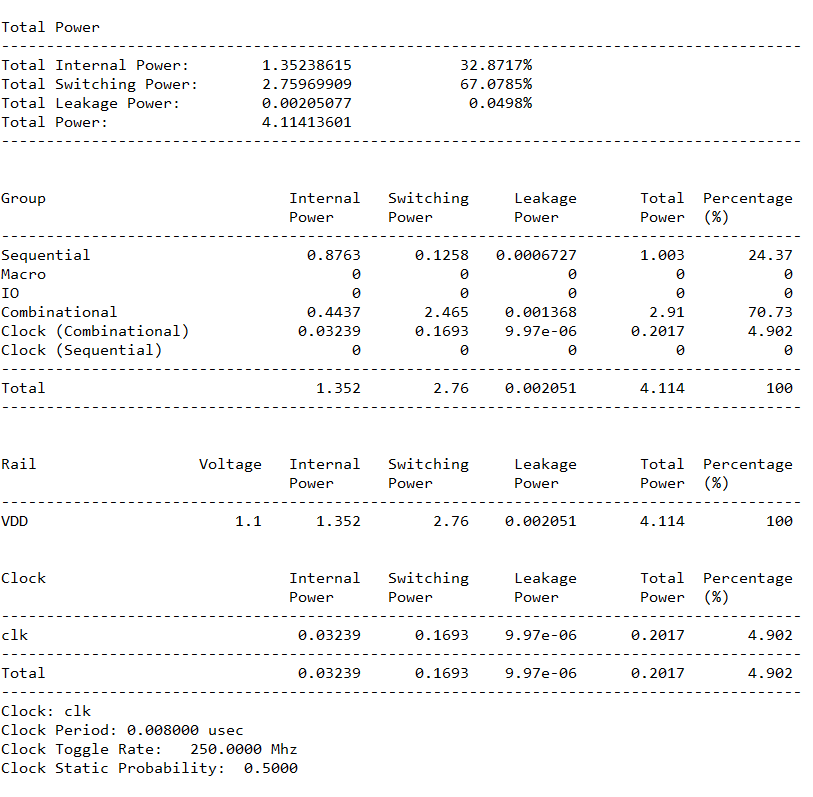 Total Power
-----------------------------------------------------------------------------------------
Total Internal Power:        1.35238615            32.8717%
Total Switching Power:       2.75969909            67.0785%
Total Leakage Power:         0.00205077             0.0498%
Total Power:                 4.11413601
-----------------------------------------------------------------------------------------
Group                           Internal   Switching     Leakage       Total  Percentage
                                Power      Power         Power         Power  (%)
-----------------------------------------------------------------------------------------
Sequential                        0.8763      0.1258   0.0006727       1.003       24.37
Macro                                  0           0           0           0           0
IO                                     0           0           0           0           0
Combinational                     0.4437       2.465    0.001368        2.91       70.73
Clock (Combinational)            0.03239      0.1693    9.97e-06      0.2017       4.902
Clock (Sequential)                     0           0           0           0           0
-----------------------------------------------------------------------------------------
Total                              1.352        2.76    0.002051       4.114         100
-----------------------------------------------------------------------------------------
Rail                  Voltage   Internal   Switching     Leakage       Total  Percentage
                                Power      Power         Power         Power  (%)
-----------------------------------------------------------------------------------------
VDD                       1.1      1.352        2.76    0.002051       4.114         100
Clock                           Internal   Switching     Leakage       Total  Percentage
                                Power      Power         Power         Power  (%)
-----------------------------------------------------------------------------------------
clk                              0.03239      0.1693    9.97e-06      0.2017       4.902
-----------------------------------------------------------------------------------------
Total                            0.03239      0.1693    9.97e-06      0.2017       4.902
-----------------------------------------------------------------------------------------
Clock: clk
Clock Period: 0.008000 usec
Clock Toggle Rate:   250.0000 Mhz
Clock Static Probability:  0.5000